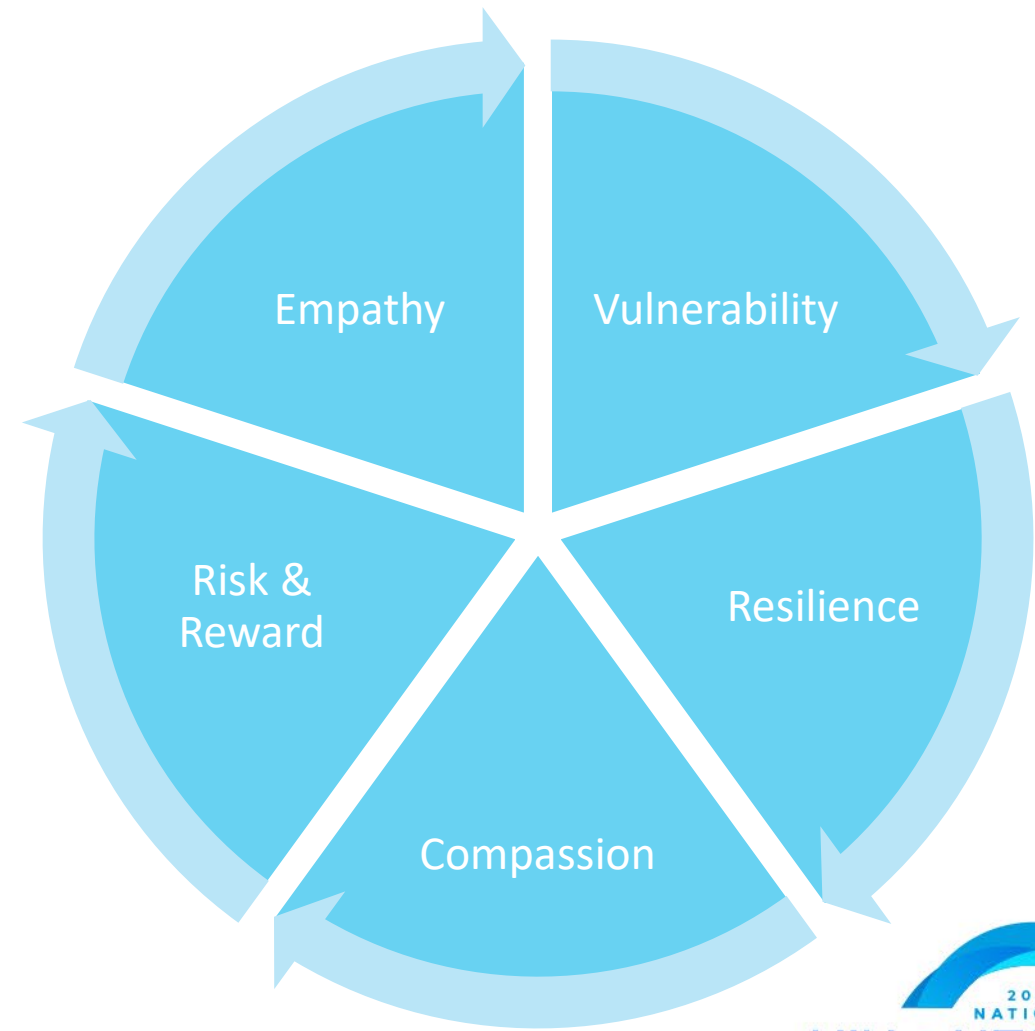 Empathy
Vulnerability
Risk &
Reward
Resilience
Compassion